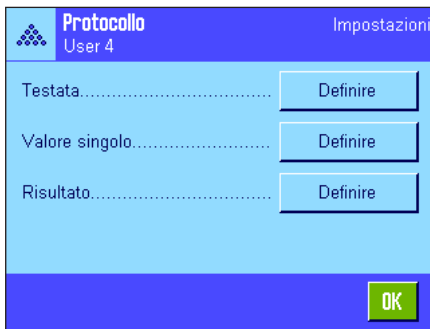 Protocollo Impostazioni
User 4
Testata.................................... Definire
Valore singolo.......................... Definire
Risultato.................................. Definire
OK